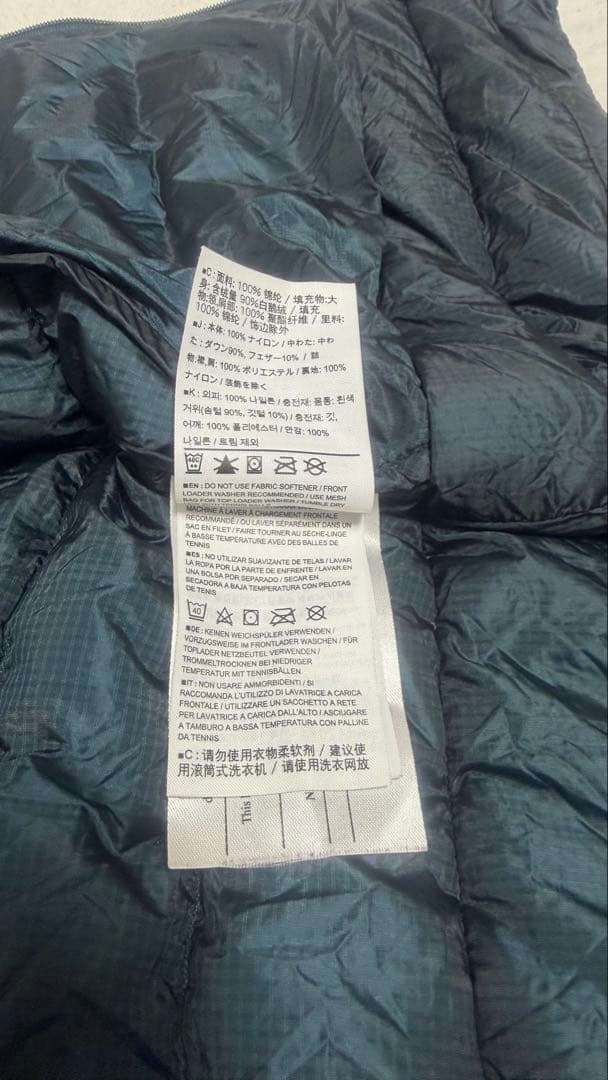 ■C:面料: 100% 锦纶 / 填充物:大
身: 含绒量 90%白鹅绒 / 填充
物:颈,肩部: 100% 聚酯纤维 / 里料:
100% 锦纶 / 饰边除外
■J:本体: 100% ナイロン / 中わた: 中わ
た: ダウン90%, フェザー10% / 詰
物,襟,肩: 100% ポリエステル / 裏地: 100%
ナイロン / 装飾を除く
■K : 외피: 100% 나일론 / 충전재: 몸통: 흰색
거위(솜털 90%, 깃털 10%) / 충전재: 깃,
어깨: 100% 폴리에스터 / 안감: 100%
나일론 / 트림 제외
40C
■EN : DO NOT USE FABRIC SOFTENER / FRONT
LOADER WASHER RECOMMENDED / USE MESH
BAG FOR TOP LOADER WASHER / TUMBLE DRY
MACHINE À LAVER À CHARGEMENT FRONTALE
RECOMMANDÉ / OU LAVER SÉPARÉMENT DANS UN
SAC EN FILET / FAIRE TOURNER AU SÈCHE-LINGE
À BASSE TEMPÉRATURE AVEC DES BALLES DE
TENNIS
■ES : NO UTILIZAR SUAVIZANTE DE TELAS / LAVAR
LA ROPA POR LA PARTE DE ENFRENTE / LAVAR EN
UNA BOLSA POR SEPARADO / SECAR EN
SECADORA A BAJA TEMPERATURA CON PELOTAS
DE TENIS
40
■DE : KEINEN WEICHSPÜLER VERWENDEN /
VORZUGSWEISE IM FRONTLADER WASCHEN / FÜR
TOPLADER NETZBEUTEL VERWENDEN /
TROMMELTROCKNEN BEI NIEDRIGER
TEMPERATUR MIT TENNISBÄLLEN
■IT : NON USARE AMMORBIDENTI / SI
RACCOMANDA L'UTILIZZO DI LAVATRICE A CARICA
FRONTALE / UTILIZZARE UN SACCHETTO A RETE
PER LAVATRICE A CARICA DALL'ALTO / ASCIUGARE
A TAMBURO A BASSA TEMPERATURA CON PALLINE
DA TENNIS
■C:请勿使用衣物柔软剂 / 建议使
用滚筒式洗衣机 / 请使用洗衣网放
This
N